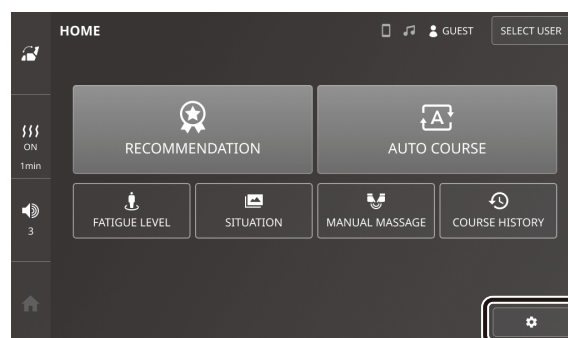 HOME
GUEST
SELECT USER
ON
1min
3
RECOMMENDATION
AUTO COURSE
FATIGUE LEVEL
SITUATION
MANUAL MASSAGE
COURSE HISTORY